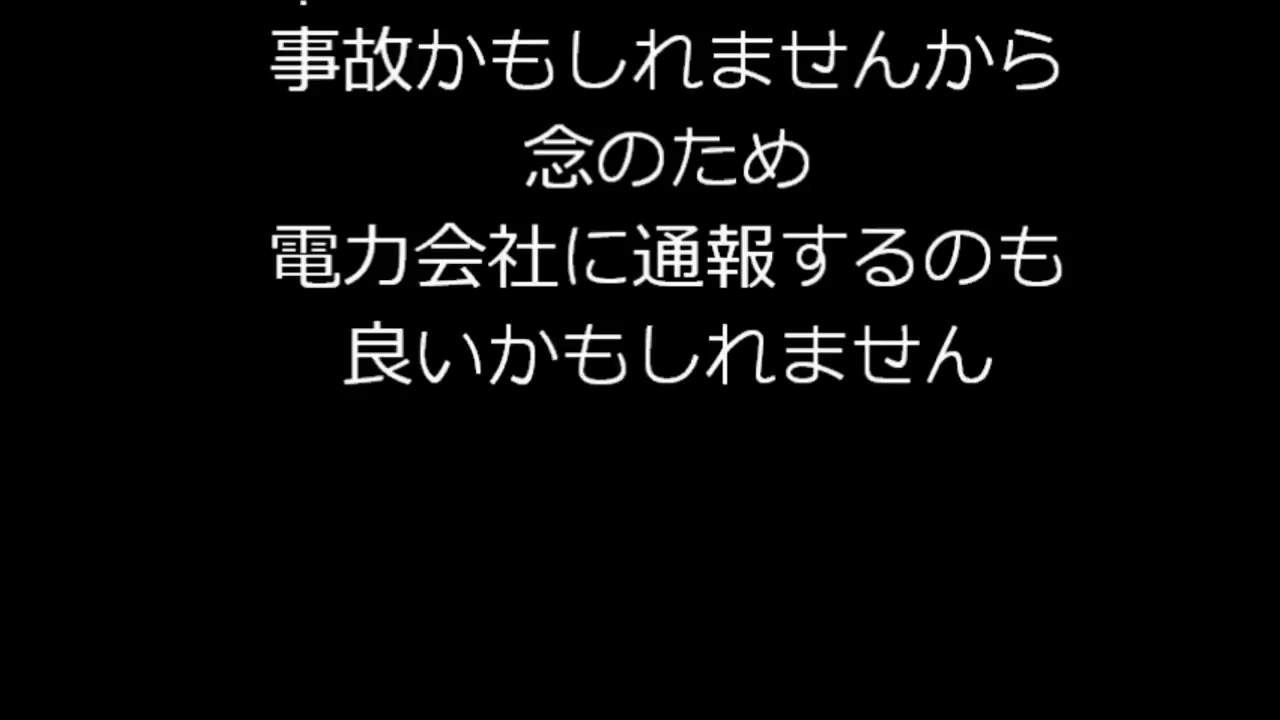 事故かもしれませんから
念のため
電力会社に通報するのも
良いかもしれません